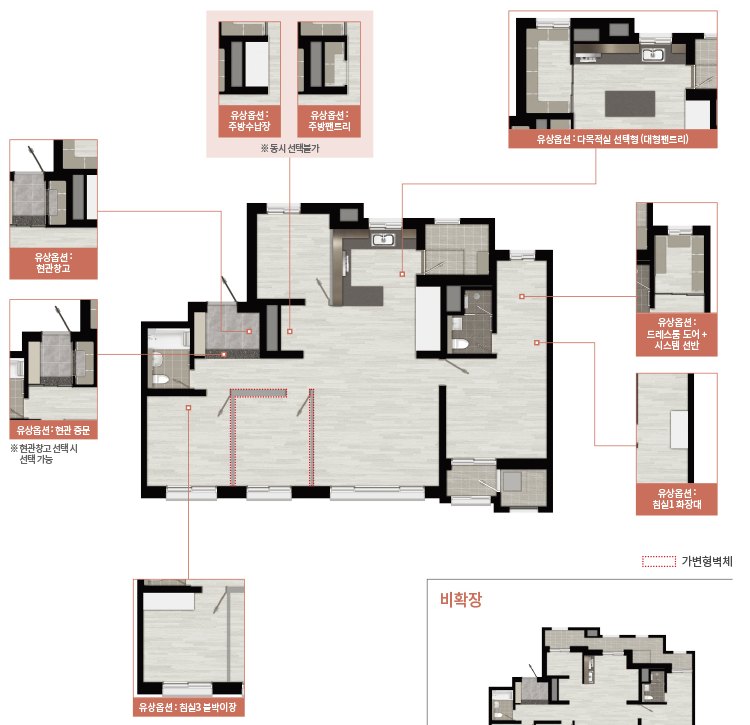 유상옵션 :
주방수납장
유상옵션 :
주방팬트리
※ 동시 선택불가
유상옵션 : 다목적실 선택형 (대형팬트리)
유상옵션 :
현관창고
유상옵션 : 현관 중문
※ 현관창고 선택 시
선택 가능
유상옵션 :
드레스룸 도어 +
시스템 선반
유상옵션 :
침실1 화장대
가변형벽체
유상옵션 : 침실3 붙박이장
비확장